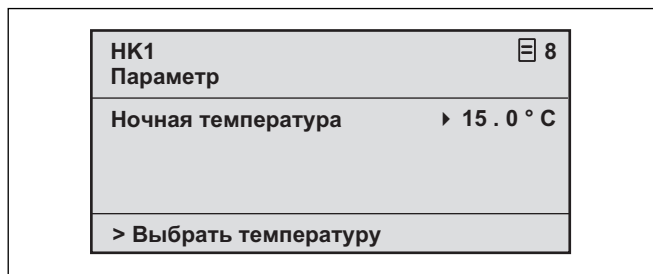 HK1 8
Параметр
Ночная температура 15 . 0 ° C
> Выбрать температуру